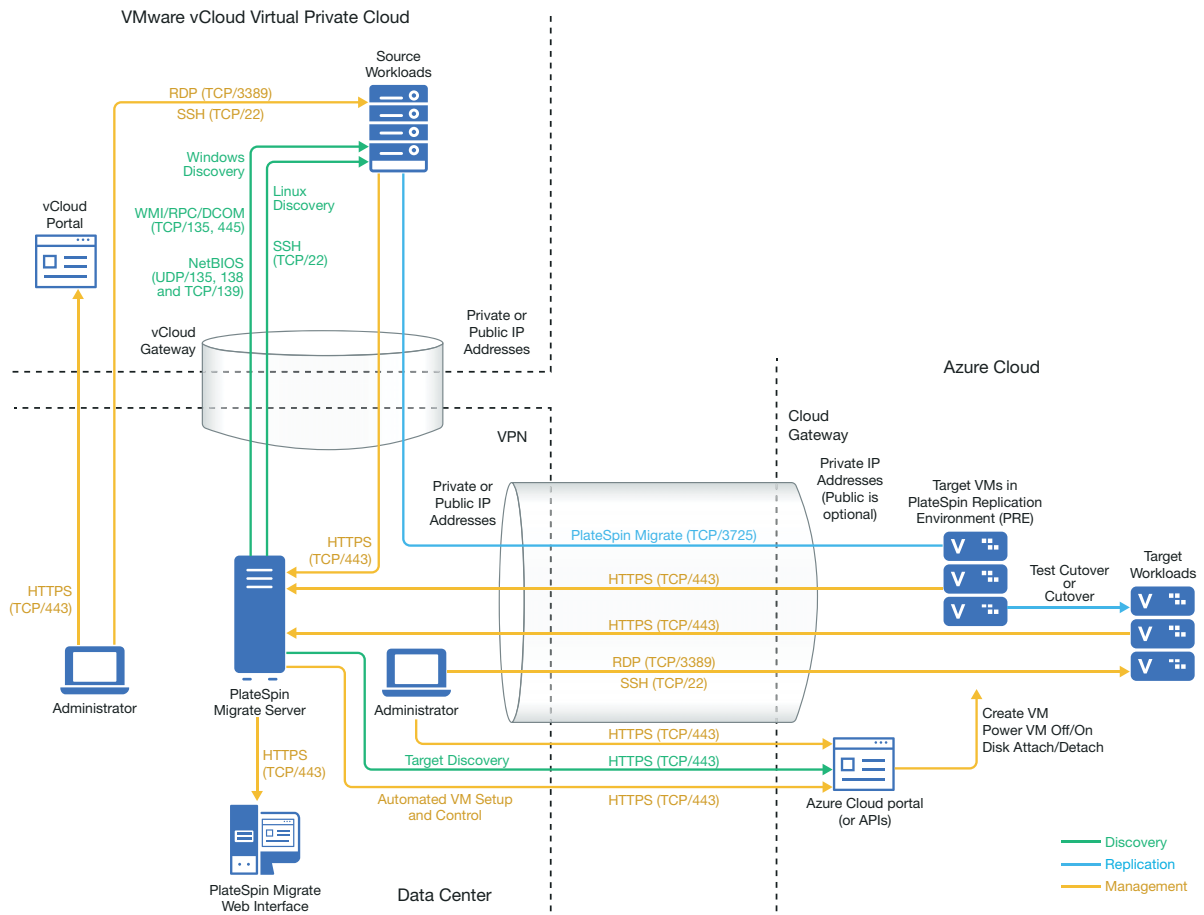 VMware vCloud Virtual Private Cloud
Source
Workloads
RDP (TCP/3389)
SSH (TCP/22)
Windows
Discovery
Linux
Discovery
vCloud
Portal
WMI/RPC/DCOM
(TCP/135, 445)
SSH
(TCP/22)
NetBIOS
(UDP/135, 138
and TCP/139)
vCloud
Gateway
Private or
Public IP
Addresses
Azure Cloud
VPN
Cloud
Gateway
Private or
Public IP
Addresses
Private IP
Addresses
(Public is
optional)
Target VMs in
PlateSpin Replication
Environment (PRE)
PlateSpin Migrate (TCP/3725)
HTTPS
(TCP/443)
HTTPS (TCP/443)
Test Cutover
or
Cutover
Target
Workloads
V
V
V
V
V
V
HTTPS
(TCP/443)
HTTPS (TCP/443)
RDP (TCP/3389)
SSH (TCP/22)
Administrator
PlateSpin
Migrate Server
Administrator
Create VM
Power VM Off/On
Disk Attach/Detach
HTTPS (TCP/443)
HTTPS
(TCP/443)
Target Discovery
HTTPS (TCP/443)
Automated VM Setup
and Control
HTTPS (TCP/443)
Azure Cloud portal
(or APIs)
PlateSpin Migrate
Web Interface
Data Center
Discovery
Replication
Management